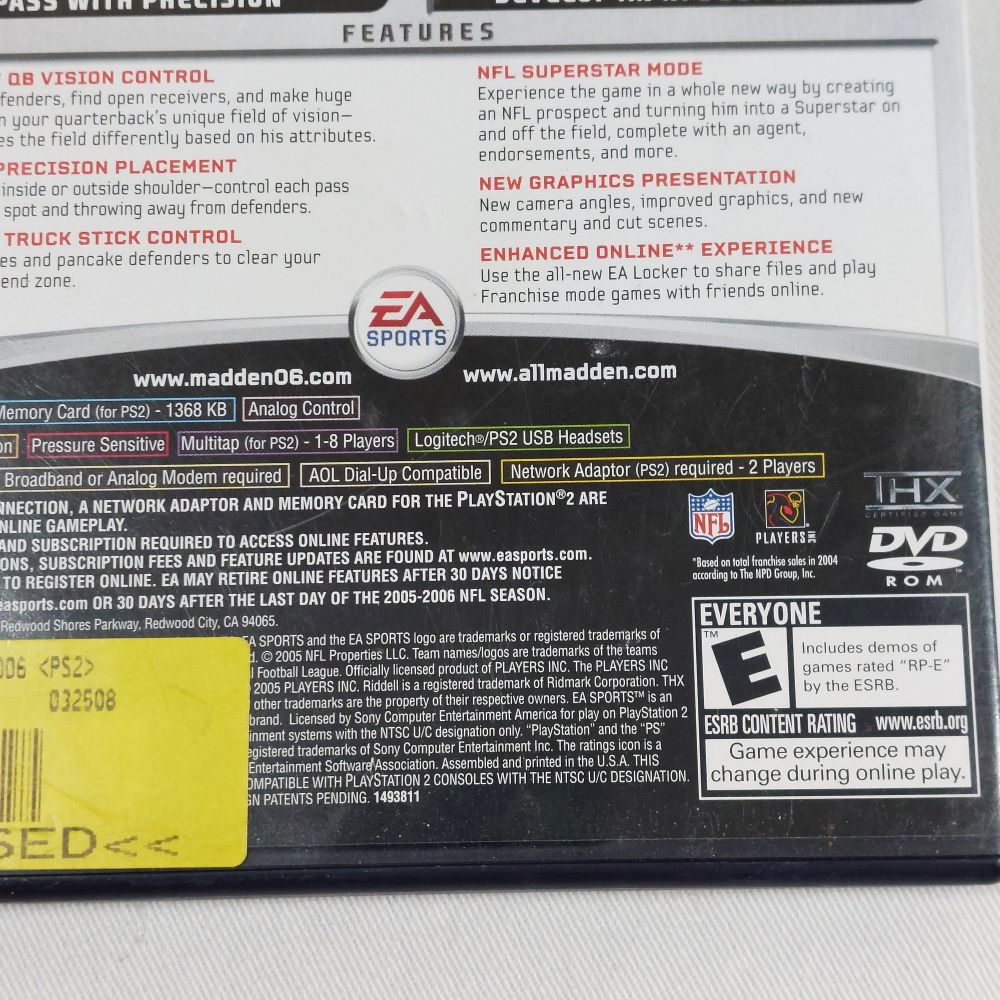 PASS WITH PRECISION
FEATURES
QB VISION CONTROL
fenders, find open receivers, and make huge
n your quarterback's unique field of vision—
es the field differently based on his attributes.
PRECISION PLACEMENT
inside or outside shoulder—control each pass
spot and throwing away from defenders.
TRUCK STICK CONTROL
es and pancake defenders to clear your
end zone.
NFL SUPERSTAR MODE
Experience the game in a whole new way by creating
an NFL prospect and turning him into a Superstar on
and off the field, complete with an agent,
endorsements, and more.
NEW GRAPHICS PRESENTATION
New camera angles, improved graphics, and new
commentary and cut scenes.
ENHANCED ONLINE** EXPERIENCE
Use the all-new EA Locker to share files and play
Franchise mode games with friends online.
EA
SPORTS™
www.madden06.com
www.allmadden.com
Memory Card (for PS2) - 1368 KB
Analog Control
on
Pressure Sensitive
Multitap (for PS2) - 1-8 Players
Logitech®/PS2 USB Headsets
Broadband or Analog Modem required
AOL Dial-Up Compatible
Network Adaptor (PS2) required - 2 Players
NNECTION, A NETWORK ADAPTOR AND MEMORY CARD FOR THE PLAYSTATION®2 ARE
NLINE GAMEPLAY.
AND SUBSCRIPTION REQUIRED TO ACCESS ONLINE FEATURES.
ONS, SUBSCRIPTION FEES AND FEATURE UPDATES ARE FOUND AT www.easports.com.
TO REGISTER ONLINE. EA MAY RETIRE ONLINE FEATURES AFTER 30 DAYS NOTICE
easports.com OR 30 DAYS AFTER THE LAST DAY OF THE 2005-2006 NFL SEASON.
Redwood Shores Parkway, Redwood City, CA 94065.
EA SPORTS and the EA SPORTS logo are trademarks or registered trademarks of
d. © 2005 NFL Properties LLC. Team names/logos are trademarks of the teams
l Football League. Officially licensed product of PLAYERS INC. The PLAYERS INC
2005 PLAYERS INC. Riddell is a registered trademark of Ridmark Corporation. THX
other trademarks are the property of their respective owners. EA SPORTS™ is an
brand. Licensed by Sony Computer Entertainment America for play on PlayStation 2
inment systems with the NTSC U/C designation only. "PlayStation" and the "PS"
egistered trademarks of Sony Computer Entertainment Inc. The ratings icon is a
Entertainment Software Association. Assembled and printed in the U.S.A. THIS
OMPATIBLE WITH PLAYSTATION 2 CONSOLES WITH THE NTSC U/C DESIGNATION.
GN PATENTS PENDING. 1493811
006 <PS2>
032508
SED<<
NFL
PLAYERS INC
THX
CERTIFIED GAME
*Based on total franchise sales in 2004
according to The NPD Group, Inc.
DVD
ROM
EVERYONE
™
E
Includes demos of
games rated "RP-E"
by the ESRB.
ESRB CONTENT RATING www.esrb.org
Game experience may
change during online play.